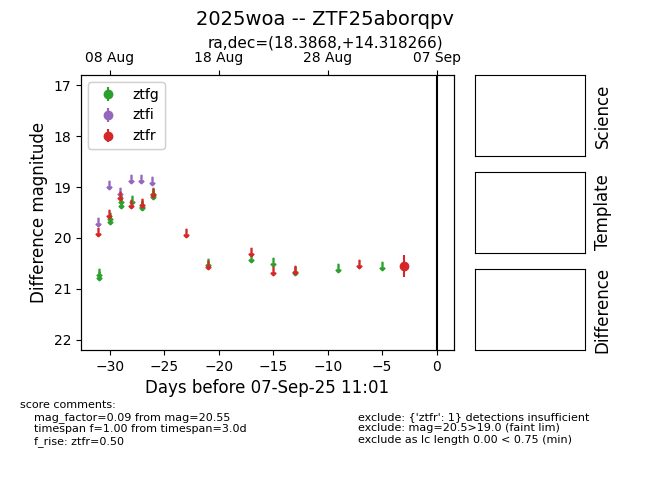 2025woa -- ZTF25aborqpv
ra,dec=(18.3868,+14.318266)
08 Aug
18 Aug
28 Aug
07 Sep
17
18
19
20
21
22
Difference magnitude
ztfg
ztfi
ztfr
−30
−25
−20
−15
−10
−5
0
Days before 07-Sep-25 11:01
Science
Template
Difference
score comments:
mag_factor=0.09 from mag=20.55
timespan f=1.00 from timespan=3.0d
f_rise: ztfr=0.50
exclude: {'ztfr': 1} detections insufficient
exclude: mag=20.5>19.0 (faint lim)
exclude as lc length 0.00 < 0.75 (min)